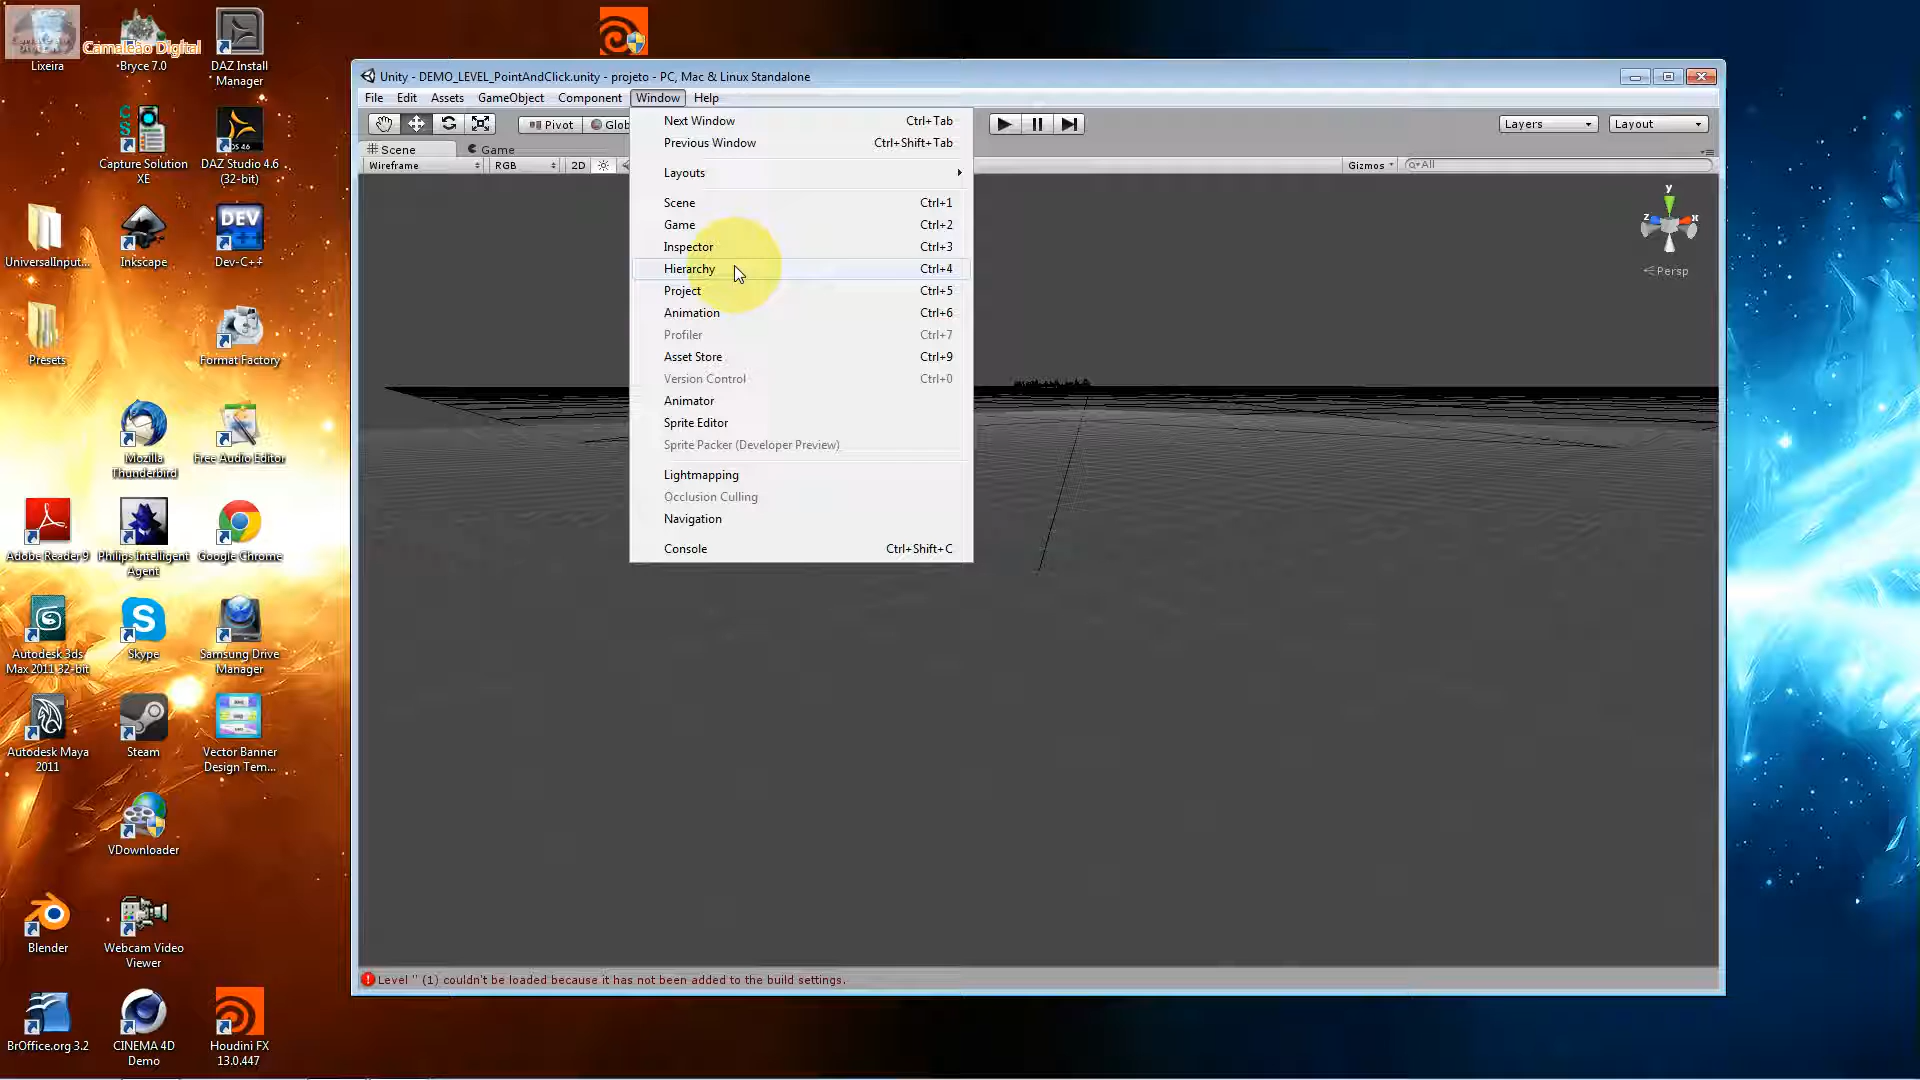 Camaleão Digital
Lixeira
Bryce 7.0
DAZ Install Manager
Capture Solution XE
DAZ Studio 4.6 (32-bit)
UniversalInput...
Inkscape
Dev-C++
Presets
Format Factory
Mozilla Thunderbird
Free Audio Editor
Adobe Reader 9
Philips Intelligent Agent
Google Chrome
Autodesk 3ds Max 2011 32-bit
Skype
Samsung Drive Manager
Autodesk Maya 2011
Steam
Vector Banner Design Tem...
VDownloader
Blender
Webcam Video Viewer
BrOffice.org 3.2
CINEMA 4D Demo
Houdini FX 13.0.447
Unity - DEMO_LEVEL_PointAndClick.unity - projeto - PC, Mac & Linux Standalone
File Edit Assets GameObject Component Window Help
Pivot Glob
Layers Layout
Scene Game
Wireframe RGB 2D Gizmos All
Next Window Ctrl+Tab
Previous Window Ctrl+Shift+Tab
Layouts
Scene Ctrl+1
Game Ctrl+2
Inspector Ctrl+3
Hierarchy Ctrl+4
Project Ctrl+5
Animation Ctrl+6
Profiler Ctrl+7
Asset Store Ctrl+9
Version Control Ctrl+0
Animator
Sprite Editor
Sprite Packer (Developer Preview)
Lightmapping
Occlusion Culling
Navigation
Console Ctrl+Shift+C
y
z x
Persp
Level '' (1) couldn't be loaded because it has not been added to the build settings.